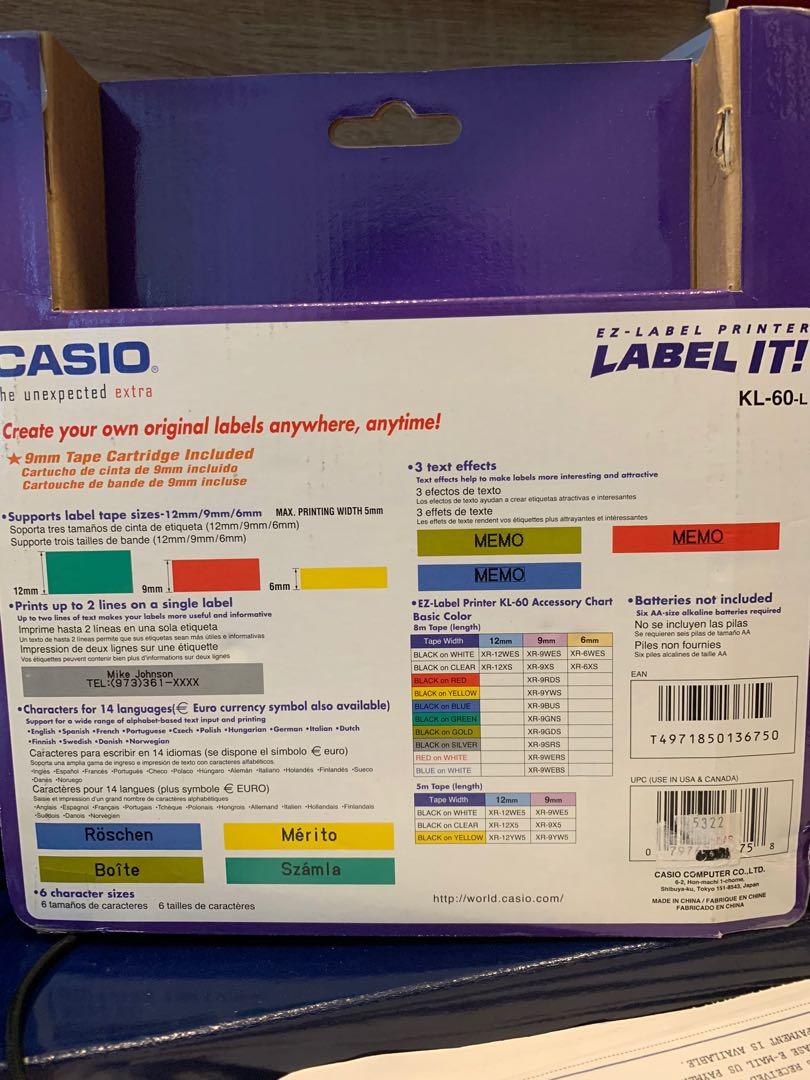 CASIO®
he unexpected extra
EZ-LABEL PRINTER
LABEL IT!
KL-60-L
Create your own original labels anywhere, anytime!
★9mm Tape Cartridge Included
Cartucho de cinta de 9mm incluido
Cartouche de bande de 9mm incluse
•Supports label tape sizes-12mm/9mm/6mm MAX. PRINTING WIDTH 5mm
Soporta tres tamaños de cinta de etiqueta (12mm/9mm/6mm)
Supporte trois tailles de bande (12mm/9mm/6mm)
12mm 9mm 6mm
•Prints up to 2 lines on a single label
Up to two lines of text makes your labels more useful and informative
Imprime hasta 2 líneas en una sola etiqueta
Un texto de hasta 2 líneas permite que sus etiquetas sean más útiles e informativas
Impression de deux lignes sur une étiquette
Vos étiquettes peuvent contenir bien plus d'informations sur deux lignes
Mike Johnson
TEL:(973)361-XXXX
•Characters for 14 languages(€ Euro currency symbol also available)
Support for a wide range of alphabet-based text input and printing
•English •Spanish •French •Portuguese •Czech •Polish •Hungarian •German •Italian •Dutch
•Finnish •Swedish •Danish •Norwegian
Caracteres para escribir en 14 idiomas (se dispone el símbolo € euro)
Soporta una amplia gama de ingreso e impresión de texto con caracteres alfabéticos.
•Inglés •Español •Francés •Portugués •Checo •Polaco •Húngaro •Alemán •Italiano •Holandés •Finlandés •Sueco
•Danés •Noruego
Caractères pour 14 langues (plus symbole € EURO)
Saisie et impression d'un grand nombre de caractères alphabétiques
•Anglais •Espagnol •Français •Portugais •Tchèque •Polonais •Hongrois •Allemand •Italien •Hollandais •Finlandais
•Suédois •Danois •Norvégien
Röschen Mérito
Boîte Számla
•6 character sizes
6 tamaños de caracteres 6 tailles de caractères
•3 text effects
Text effects help to make labels more interesting and attractive
3 efectos de texto
Los efectos de texto ayudan a crear etiquetas atractivas e interesantes
3 effets de texte
Les effets de texte rendent vos étiquettes plus attrayantes et intéressantes
MEMO MEMO
MEMO
•EZ-Label Printer KL-60 Accessory Chart
Basic Color
8m Tape (length)
Tape Width 12mm 9mm 6mm
BLACK on WHITE XR-12WES XR-9WES XR-6WES
BLACK on CLEAR XR-12XS XR-9XS XR-6XS
BLACK on RED XR-9RDS
BLACK on YELLOW XR-9YWS
BLACK on BLUE XR-9BUS
BLACK on GREEN XR-9GNS
BLACK on GOLD XR-9GDS
BLACK on SILVER XR-9SRS
RED on WHITE XR-9WERS
BLUE on WHITE XR-9WEBS
5m Tape (length)
Tape Width 12mm 9mm
BLACK on WHITE XR-12WE5 XR-9WE5
BLACK on CLEAR XR-12X5 XR-9X5
BLACK on YELLOW XR-12YW5 XR-9YW5
http://world.casio.com/
•Batteries not included
Six AA-size alkaline batteries required
No se incluyen las pilas
Se requieren seis pilas de tamaño AA
Piles non fournies
Six piles alcalines de taille AA
EAN
T4971850136750
UPC (USE IN USA & CANADA)
5322
0 797 75 8
CASIO COMPUTER CO.,LTD.
6-2, Hon-machi 1-chome,
Shibuya-ku, Tokyo 151-8543, Japan
MADE IN CHINA / FABRIQUE EN CHINE
FABRICADO EN CHINA
PAYMENT IS AVAILABLE.
ASE E-MAIL US PAYME
RECEIVED